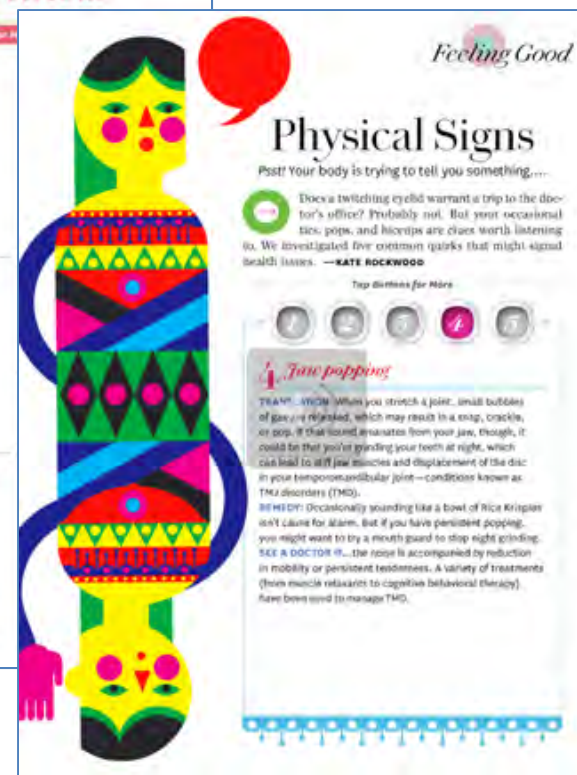 Feeling Good
Physical Signs
Psst! Your body is trying to tell you something....
Does a twitching eyelid warrant a trip to the doc-
tor's office? Probably not. But your occasional
tics, pops, and hiccups are clues worth listening
to. We investigated five common quirks that might signal
health issues. —KATE ROCKWOOD
Tap Buttons for More
1 2 3 4 5
4 Jaw popping
When you stretch a joint, small bubbles
of gas are released, which may result in a snap, crackle,
or pop. If that sound emanates from your jaw, though, it
could be that you're grinding your teeth at night, which
can lead to stiff jaw muscles and displacement of the disc
in your temporomandibular joint—conditions known as
TMJ disorders (TMD).
REMEDY: Occasionally sounding like a bowl of Rice Krispies
isn't cause for alarm. But if you have persistent popping,
you might want to try a mouth guard to stop night grinding.
SEE A DOCTOR IF...the noise is accompanied by reduction
in mobility or persistent tenderness. A variety of treatments
(from muscle relaxants to cognitive behavioral therapy)
have been used to manage TMD.